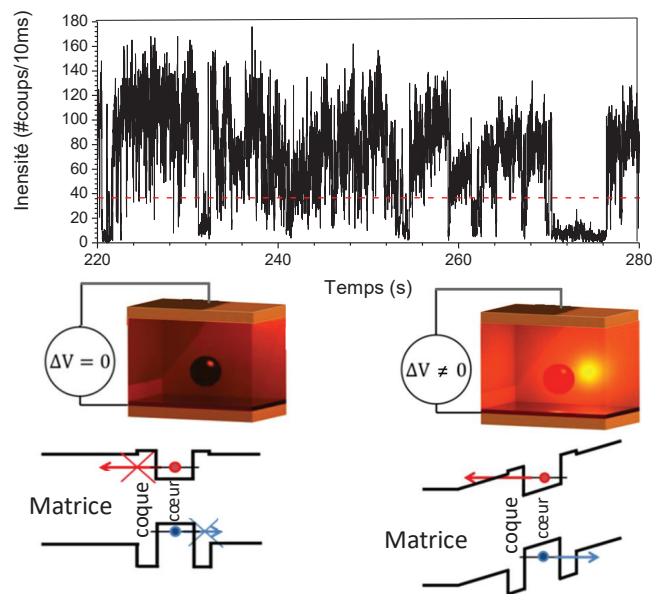 Inensité (#coups/10ms)
180
160
140
120
100
80
60
40
20
0
220
240
260
280
Temps (s)
ΔV = 0
ΔV ≠ 0
Matrice
coque
cœur
Matrice
coque
cœur